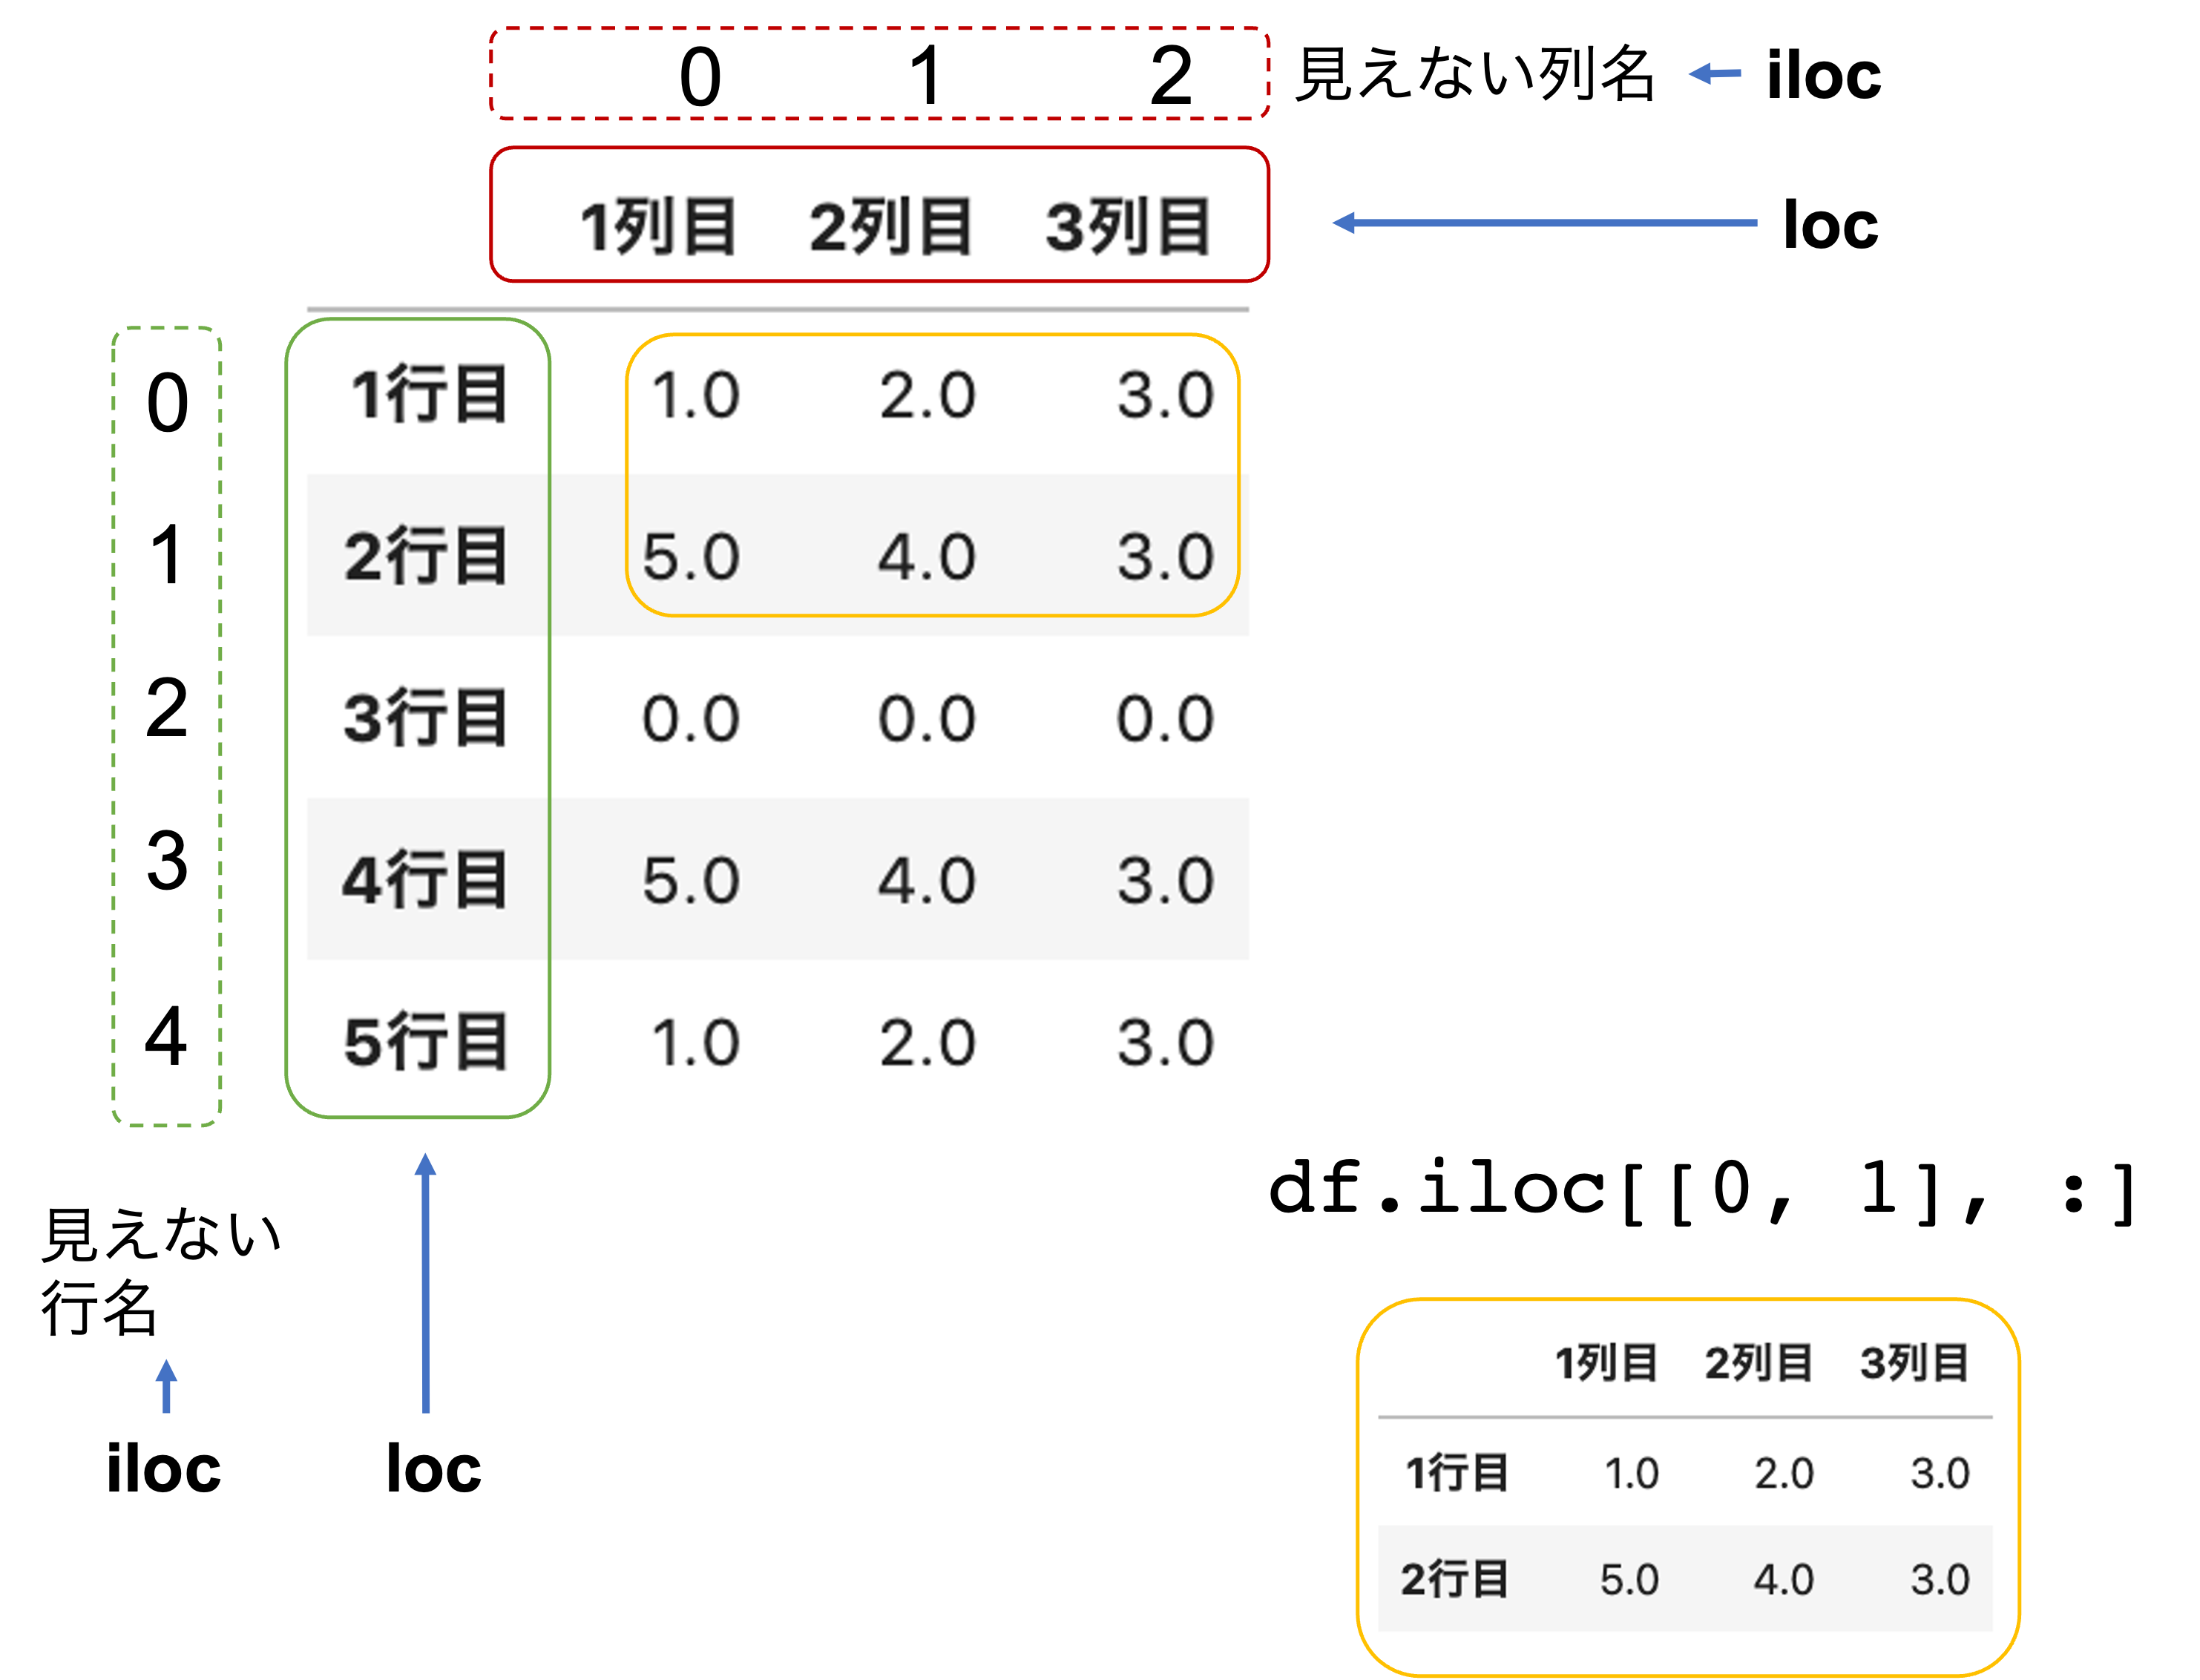 0 1 2 見えない列名 iloc
1列目 2列目 3列目 loc
0 1行目 1.0 2.0 3.0
1 2行目 5.0 4.0 3.0
2 3行目 0.0 0.0 0.0
3 4行目 5.0 4.0 3.0
4 5行目 1.0 2.0 3.0
見えない
行名
iloc loc
df.iloc[[0, 1], :]
1列目 2列目 3列目
1行目 1.0 2.0 3.0
2行目 5.0 4.0 3.0